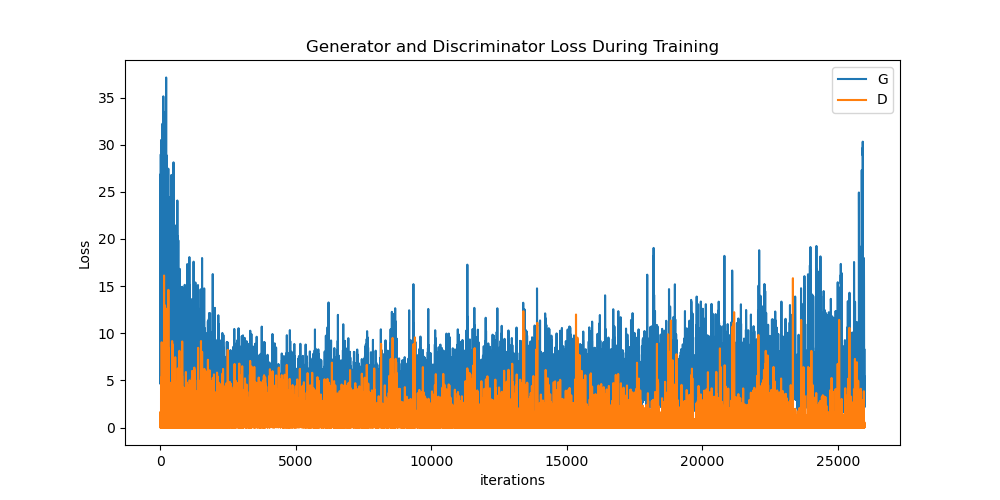 Generator and Discriminator Loss During Training
G
D
35
30
25
20
15
10
5
0
Loss
0 5000 10000 15000 20000 25000
iterations